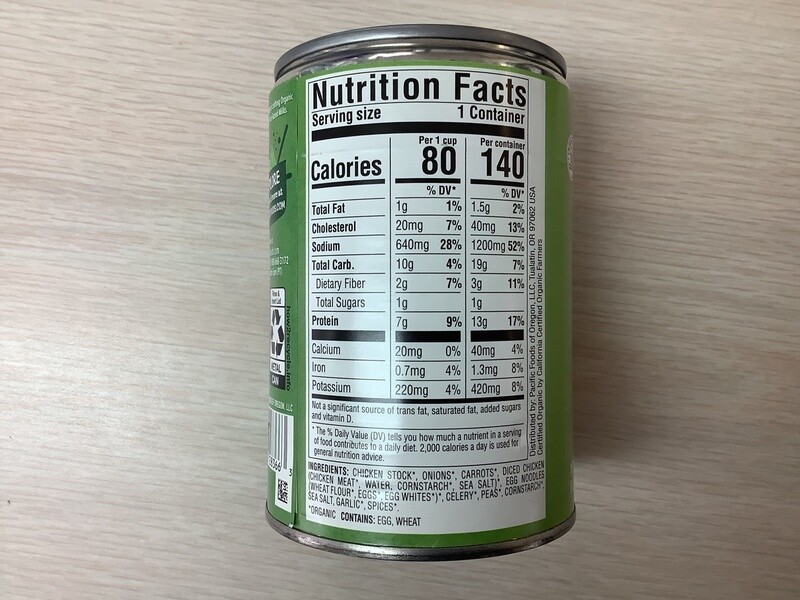 Nutrition Facts
Serving size 1 Container
Per 1 cup Per container
Calories 80 140
% DV* % DV*
Total Fat 1g 1% 1.5g 2%
Cholesterol 20mg 7% 40mg 13%
Sodium 640mg 28% 1200mg 52%
Total Carb. 10g 4% 19g 7%
Dietary Fiber 2g 7% 3g 11%
Total Sugars 1g 1g
Protein 7g 9% 13g 17%
Calcium 20mg 0% 40mg 4%
Iron 0.7mg 4% 1.3mg 8%
Potassium 220mg 4% 420mg 8%
Not a significant source of trans fat, saturated fat, added sugars
and vitamin D.
* The % Daily Value (DV) tells you how much a nutrient in a serving
of food contributes to a daily diet. 2,000 calories a day is used for
general nutrition advice.
INGREDIENTS: CHICKEN STOCK*, ONIONS*, CARROTS*, DICED CHICKEN
(CHICKEN MEAT*, WATER, CORNSTARCH*, SEA SALT)*, EGG NOODLES
(WHEAT FLOUR*, EGGS*, EGG WHITES*)*, CELERY*, PEAS*, CORNSTARCH*,
SEA SALT, GARLIC*, SPICES*.
*ORGANIC CONTAINS: EGG, WHEAT
Distributed by: Pacific Foods of Oregon, LLC, Tualatin, OR 97062 USA
Certified Organic by California Certified Organic Farmers
how2recycle.info
METAL
CAN
OREGON, LLC
3